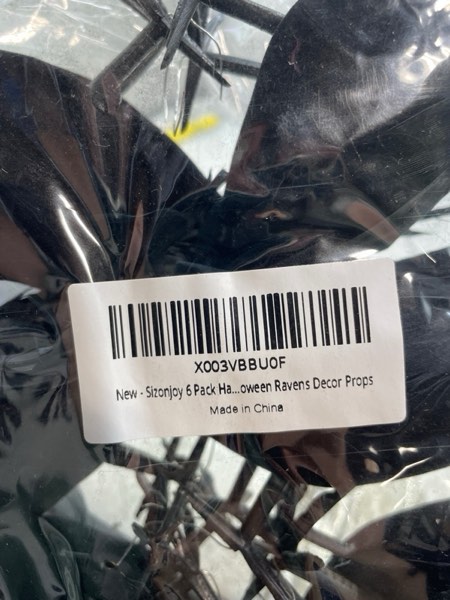 X003VBBU0F
New - Sizonjoy 6 Pack Ha...oween Ravens Decor Props
Made in China